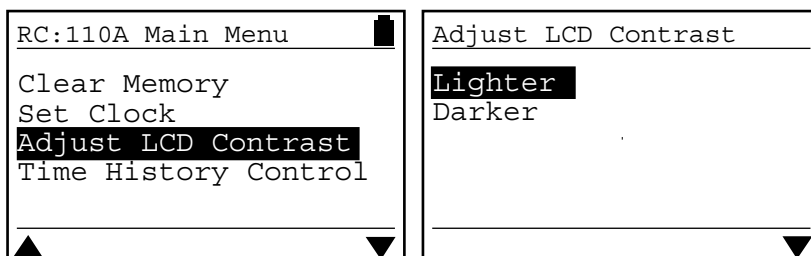 RC:110A Main Menu
Clear Memory
Set Clock
Adjust LCD Contrast
Time History Control
Adjust LCD Contrast
Lighter
Darker